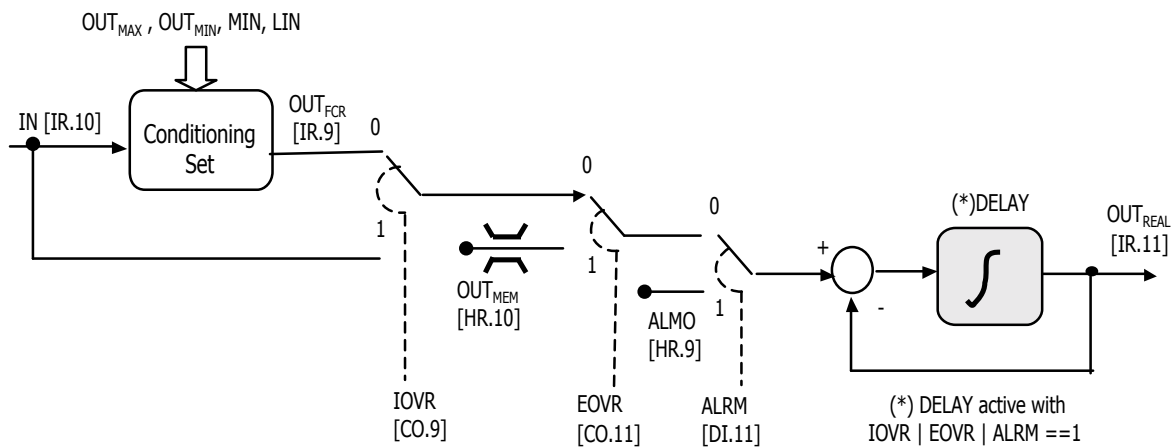 OUTMAX , OUTMIN, MIN, LIN
IN [IR.10]
Conditioning
Set
OUTFCR
[IR.9]
0
1
OUTMEM
[HR.10]
0
1
ALMO
[HR.9]
0
1
IOVR
[CO.9]
EOVR
[CO.11]
ALRM
[DI.11]
+
-
(*)DELAY
∫
OUTREAL
[IR.11]
(*) DELAY active with
IOVR | EOVR | ALRM ==1